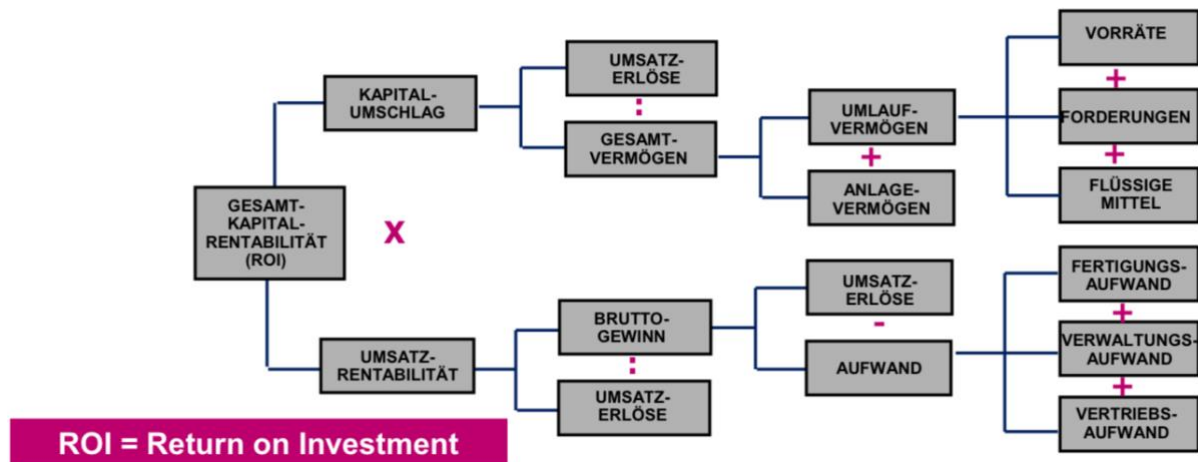 VORRÄTE
UMSATZ-
ERLÖSE
KAPITAL-
UMSCHLAG
+
:
UMLAUF-
VERMÖGEN
FORDERUNGEN
GESAMT-
VERMÖGEN
+
+
ANLAGE-
VERMÖGEN
FLÜSSIGE
MITTEL
GESAMT-
KAPITAL-
RENTABILITÄT
(ROI)
x
UMSATZ-
ERLÖSE
FERTIGUNGS-
AUFWAND
BRUTTO-
GEWINN
-
+
UMSATZ-
RENTABILITÄT
:
AUFWAND
VERWALTUNGS-
AUFWAND
+
UMSATZ-
ERLÖSE
VERTRIEBS-
AUFWAND
ROI = Return on Investment